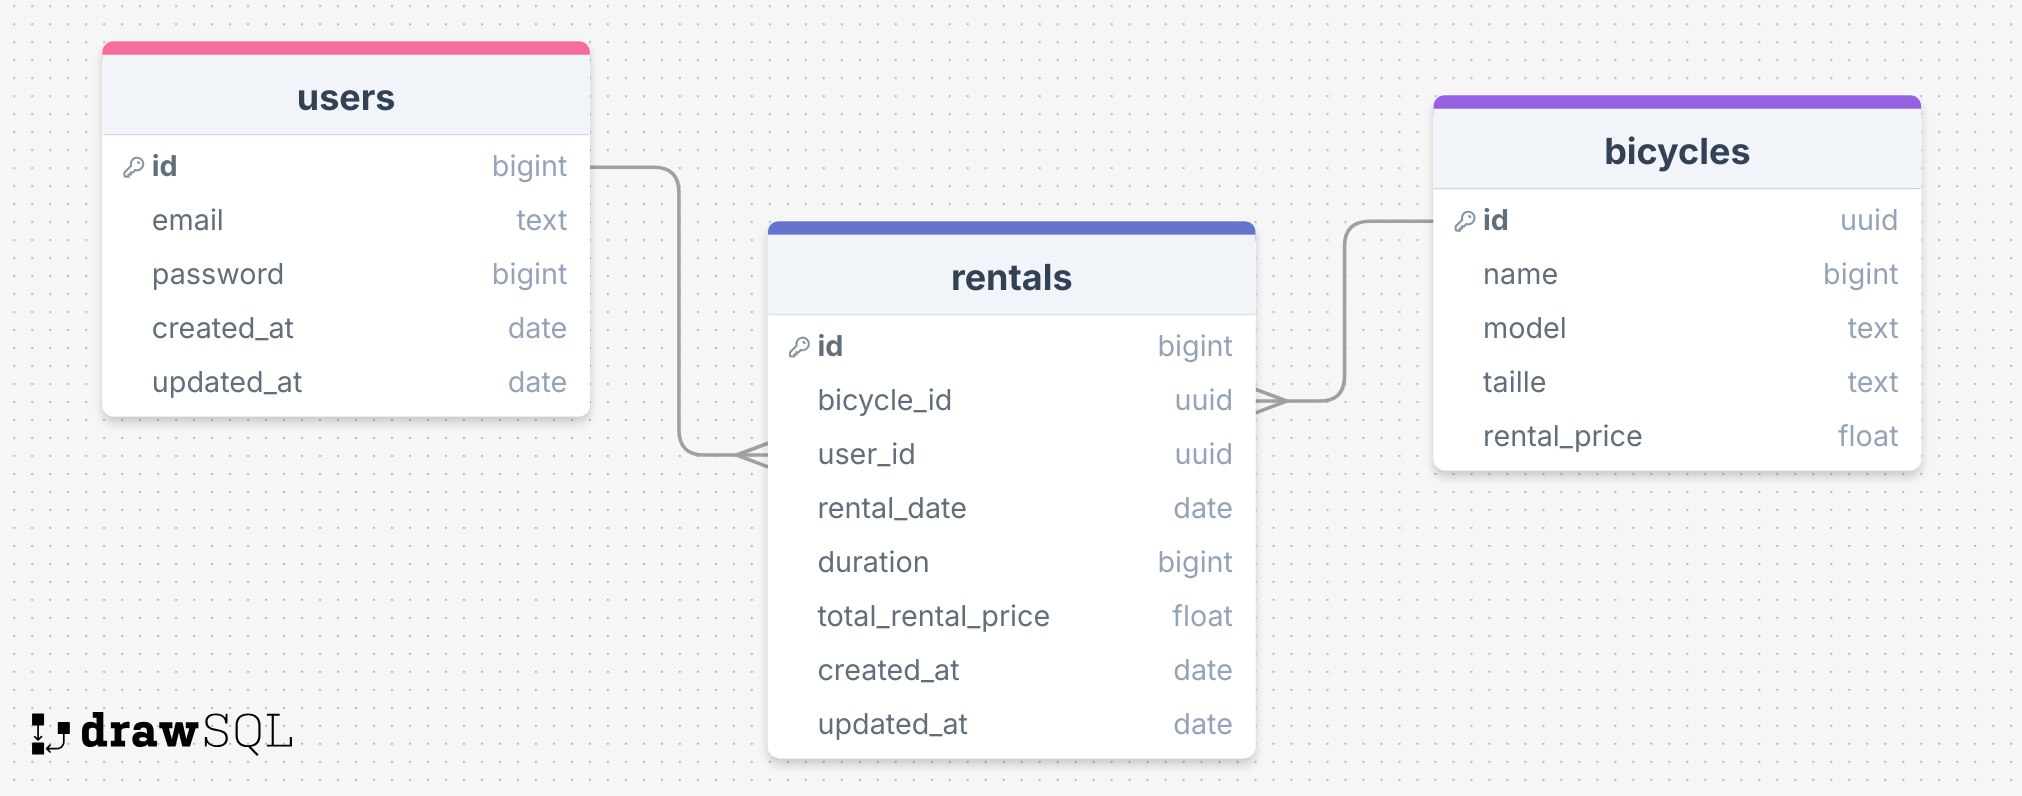 users
id bigint
email text
password bigint
created_at date
updated_at date
rentals
id bigint
bicycle_id uuid
user_id uuid
rental_date date
duration bigint
total_rental_price float
created_at date
updated_at date
bicycles
id uuid
name bigint
model text
taille text
rental_price float
drawSQL